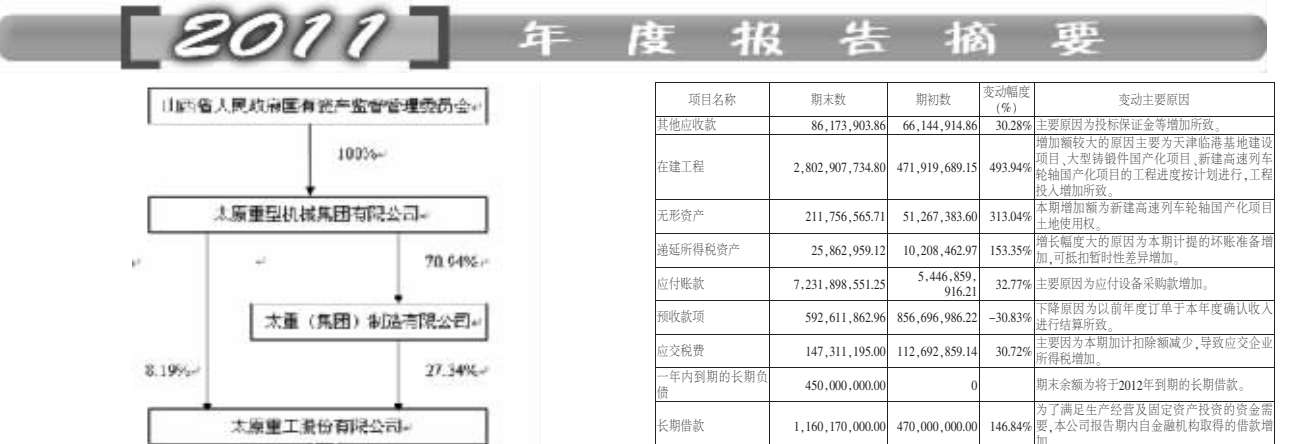 2011 年度报告摘要
山西省人民政府国有资产监督管理委员会
100%
太原重型机械集团有限公司
70.94%
太重（集团）制造有限公司
8.19%
27.34%
太原重工股份有限公司
项目名称 期末数 期初数 变动幅度
(%) 变动主要原因
其他应收款 86,173,903.86 66,144,914.86 30.28% 主要原因为投标保证金等增加所致。
在建工程 2,802,907,734.80 471,919,689.15 493.94% 增加额较大的原因主要为天津临港基地建设
项目、大型铸锻件国产化项目、新建高速列车
轮轴国产化项目的工程进度按计划进行,工程
投入增加所致。
无形资产 211,756,565.71 51,267,383.60 313.04% 本期增加额为新建高速列车轮轴国产化项目
土地使用权。
递延所得税资产 25,862,959.12 10,208,462.97 153.35% 增长幅度大的原因为本期计提的坏账准备增
加,可抵扣暂时性差异增加。
应付账款 7,231,898,551.25 5,446,859,
916.21 32.77% 主要原因为应付设备采购款增加。
预收款项 592,611,862.96 856,696,986.22 -30.83% 下降原因为以前年度订单于本年度确认收入
进行结算所致。
应交税费 147,311,195.00 112,692,859.14 30.72% 主要因为本期加计扣除额减少,导致应交企业
所得税增加。
一年内到期的长期负
债 450,000,000.00 0 期末余额为将于2012年到期的长期借款。
长期借款 1,160,170,000.00 470,000,000.00 146.84% 为了满足生产经营及固定资产投资的资金需
要,本公司报告期内自金融机构取得的借款增
加